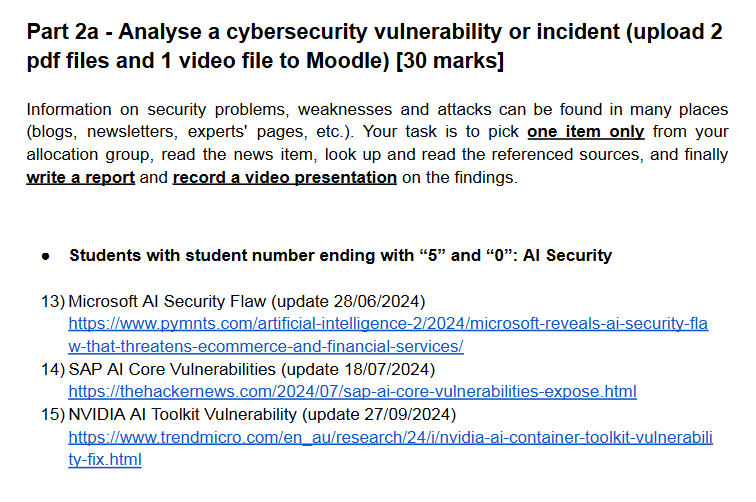 Part 2a - Analyse a cybersecurity vulnerability or incident (upload 2
pdf files and 1 video file to Moodle) [30 marks]
Information on security problems, weaknesses and attacks can be found in many places
(blogs, newsletters, experts' pages, etc.). Your task is to pick one item only from your
allocation group, read the news item, look up and read the referenced sources, and finally
write a report and record a video presentation on the findings.
● Students with student number ending with “5” and “0”: AI Security
13) Microsoft AI Security Flaw (update 28/06/2024)
https://www.pymnts.com/artificial-intelligence-2/2024/microsoft-reveals-ai-security-fla
w-that-threatens-ecommerce-and-financial-services/
14) SAP AI Core Vulnerabilities (update 18/07/2024)
https://thehackernews.com/2024/07/sap-ai-core-vulnerabilities-expose.html
15) NVIDIA AI Toolkit Vulnerability (update 27/09/2024)
https://www.trendmicro.com/en_au/research/24/i/nvidia-ai-container-toolkit-vulnerabili
ty-fix.html